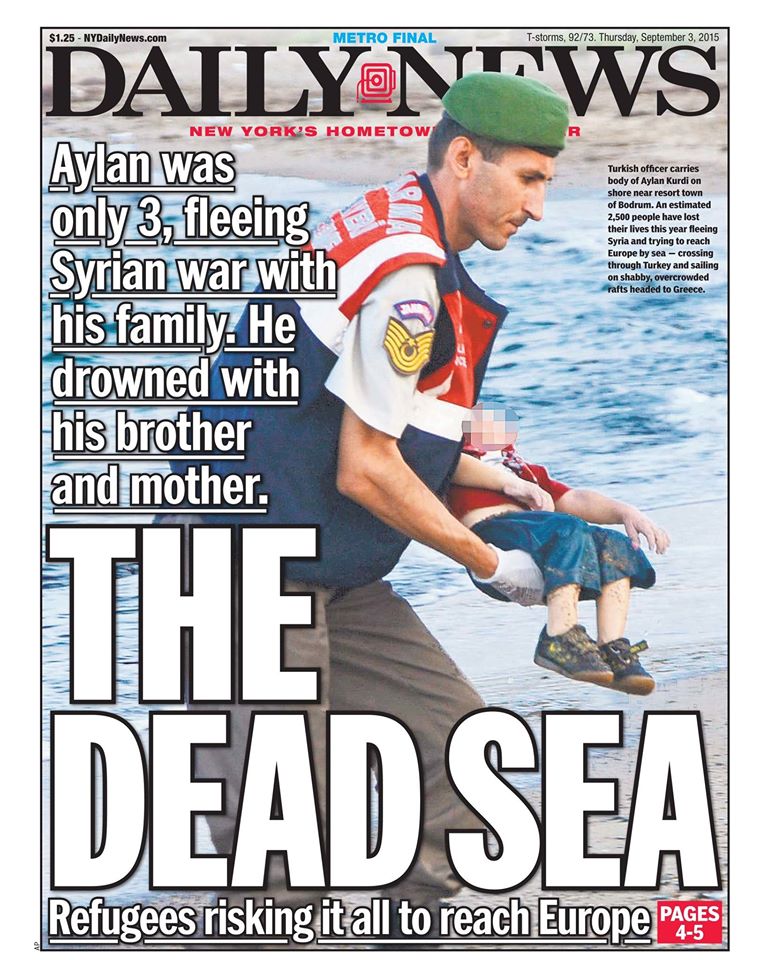 $1.25 - NYDailyNews.com
METRO FINAL
T-storms, 92/73. Thursday, September 3, 2015
DAILY NEWS
NEW YORK'S HOMETOW R
Aylan was
only 3, fleeing
Syrian war with
his family. He
drowned with
his brother
and mother.
Turkish officer carries
body of Aylan Kurdi on
shore near resort town
of Bodrum. An estimated
2,500 people have lost
their lives this year fleeing
Syria and trying to reach
Europe by sea — crossing
through Turkey and sailing
on shabby, overcrowded
rafts headed to Greece.
THE
DEAD SEA
Refugees risking it all to reach Europe
PAGES
4-5
AP